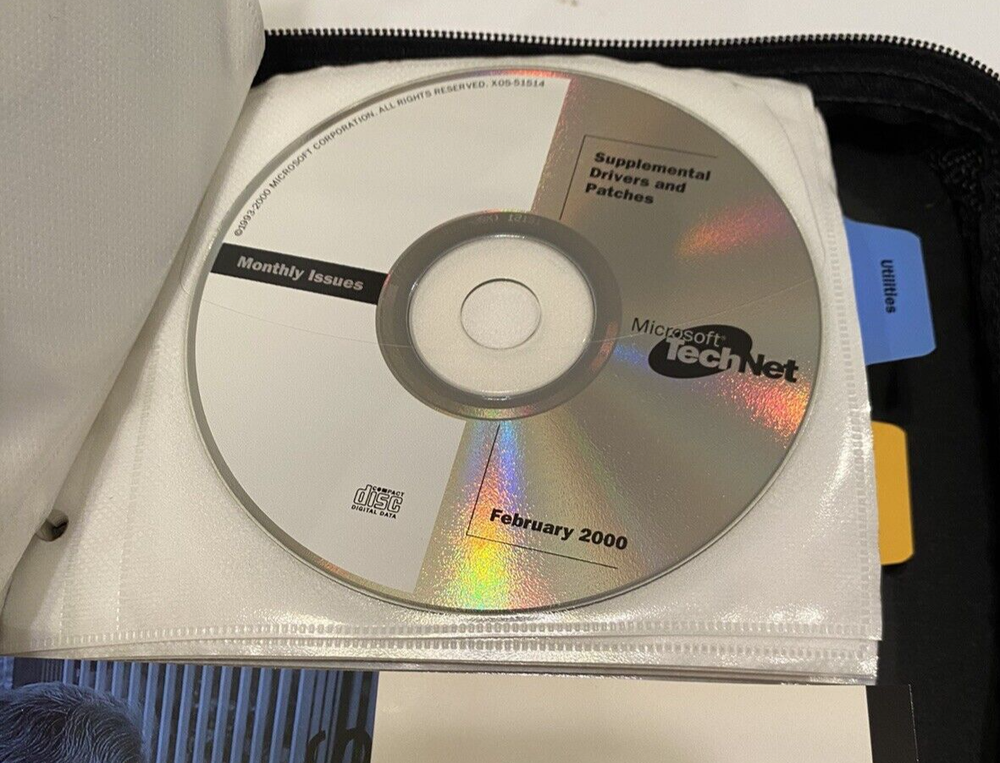 ©1993-2000 MICROSOFT CORPORATION. ALL RIGHTS RESERVED. X05-51514
Supplemental
Drivers and
Patches
Monthly Issues
Utilities
Microsoft®
TechNet
COMPACT
disc
DIGITAL DATA
February 2000